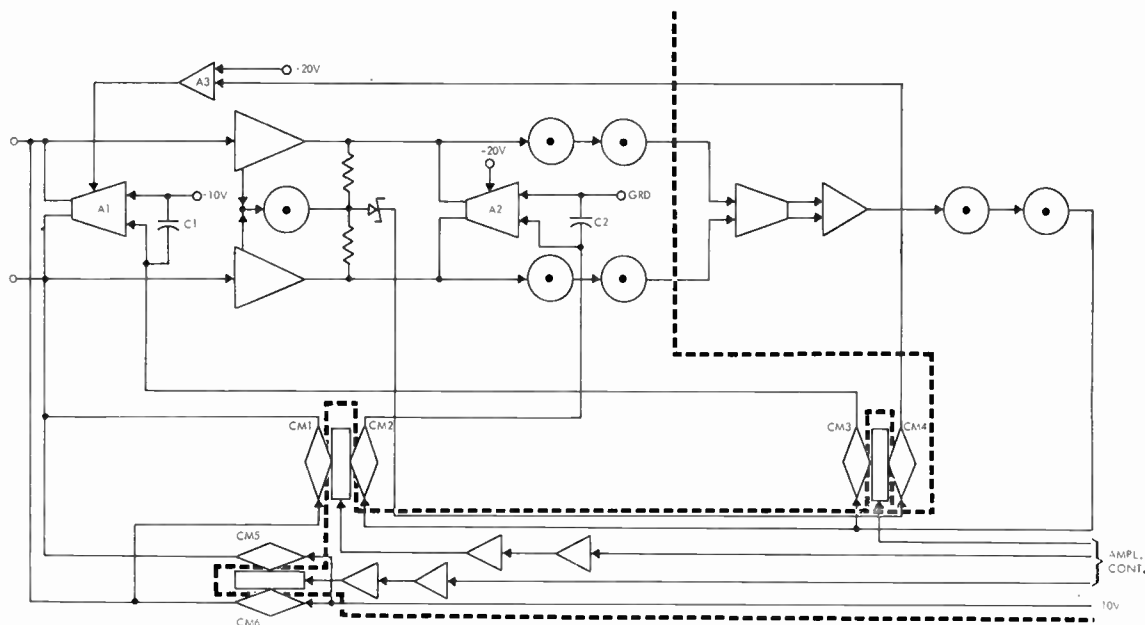 -20V
A3
-20V
-10V
A1
C1
A2
GRD
C2
CM1
CM2
CM3
CM4
CM5
AMPL.
CONT.
-10V
CM6